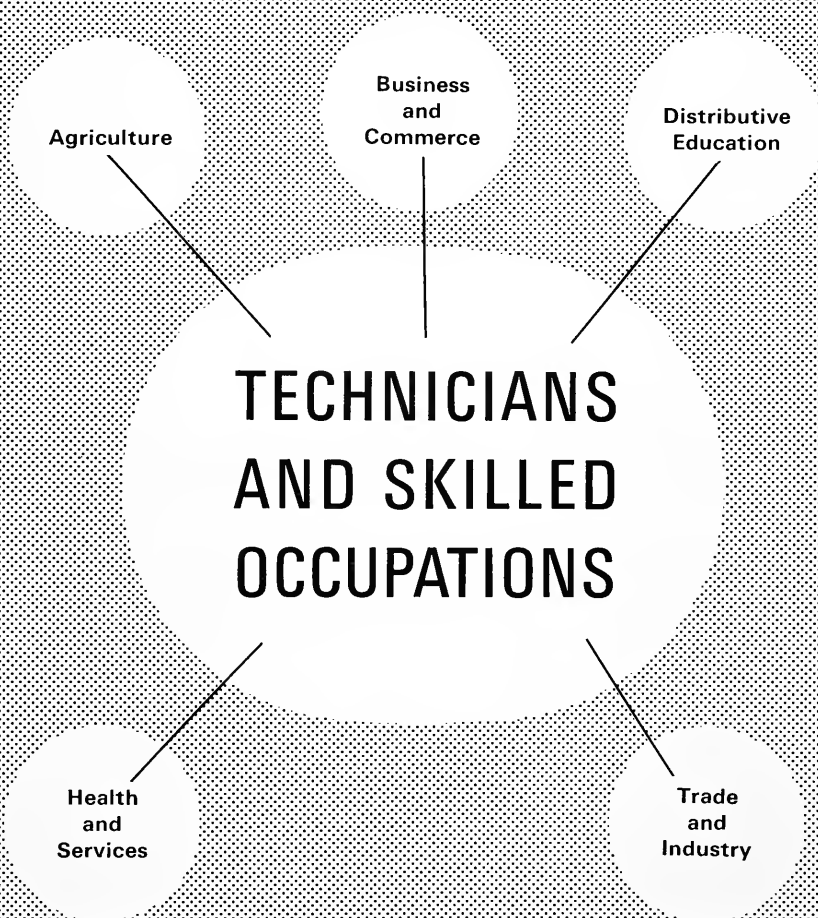 Agriculture
Business
and
Commerce
Distributive
Education
TECHNICIANS
AND SKILLED
OCCUPATIONS
Health
and
Services
Trade
and
Industry